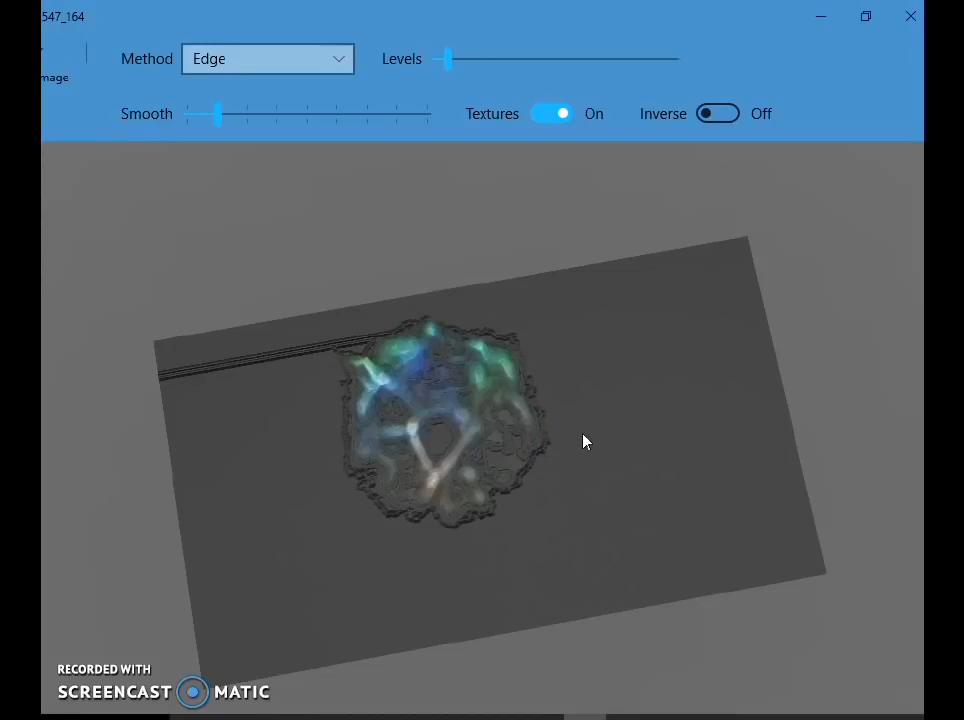 547_164
Method Edge Levels
mage
Smooth Textures On Inverse Off
RECORDED WITH
SCREENCAST MATIC